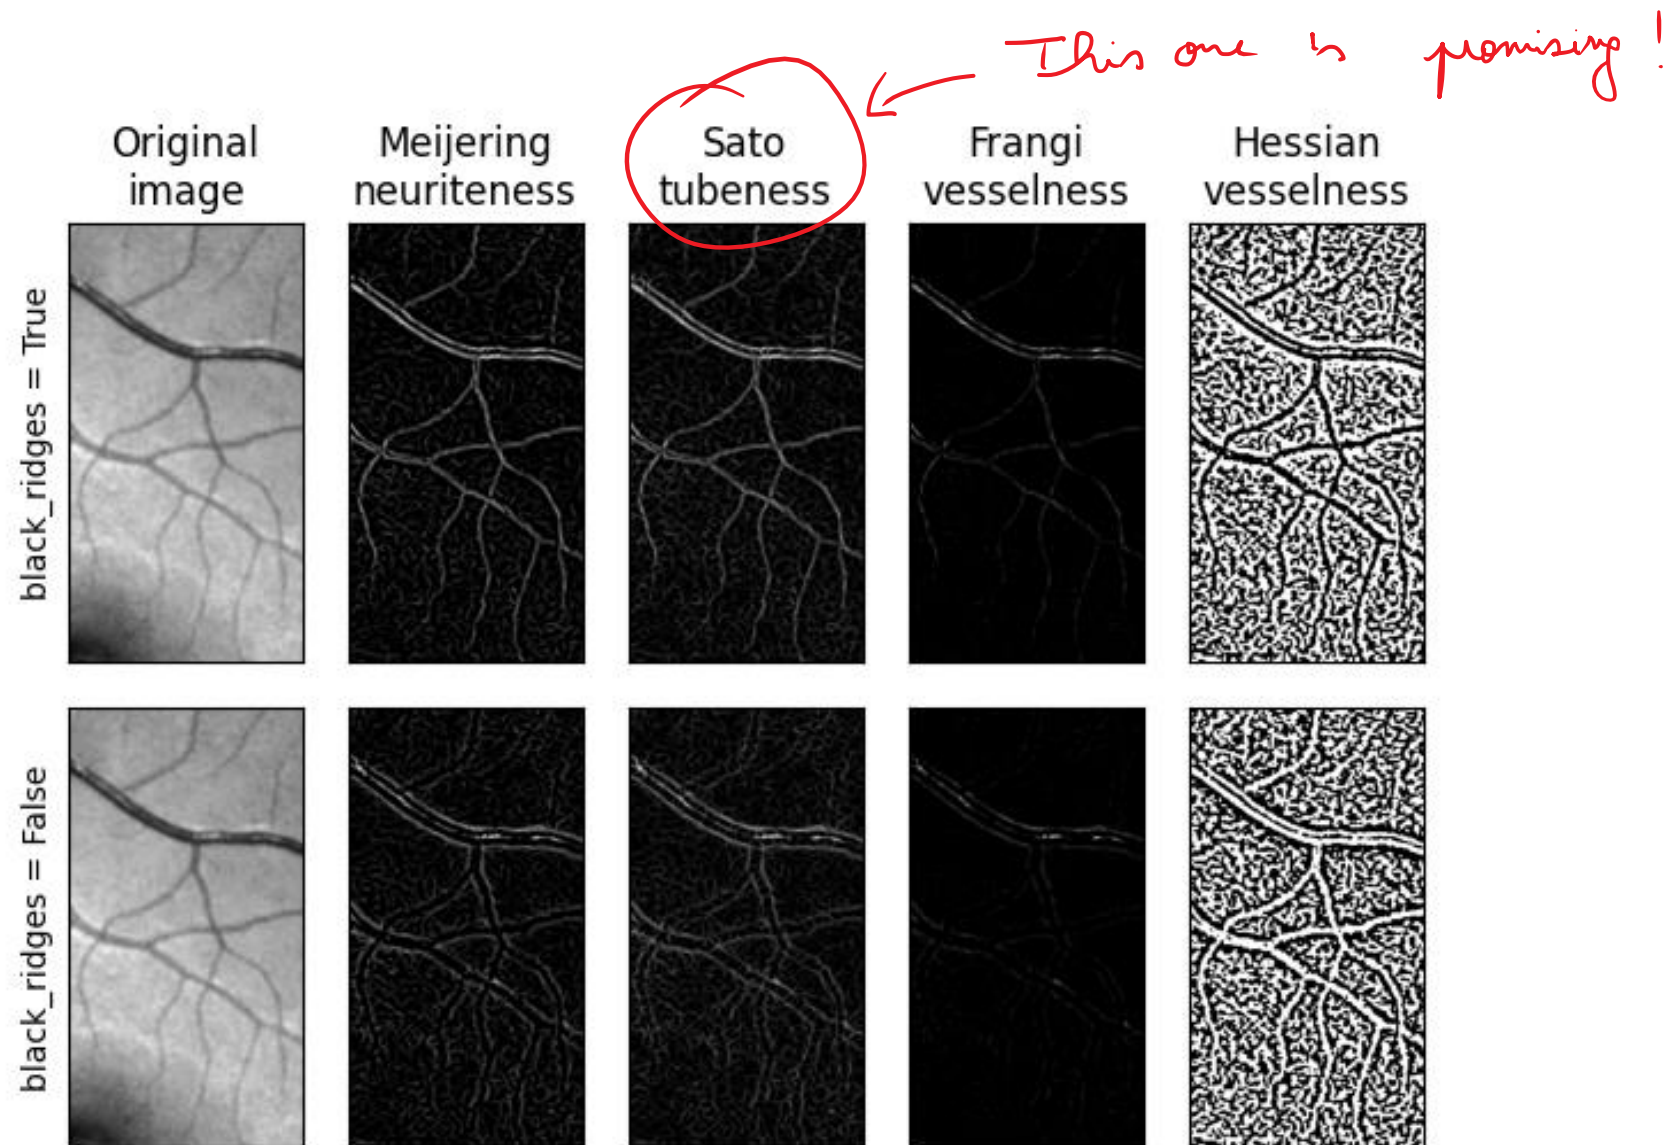 This one is promising!
Original
image
Meijering
neuriteness
Sato
tubeness
Frangi
vesselness
Hessian
vesselness
black_ridges = True
black_ridges = False